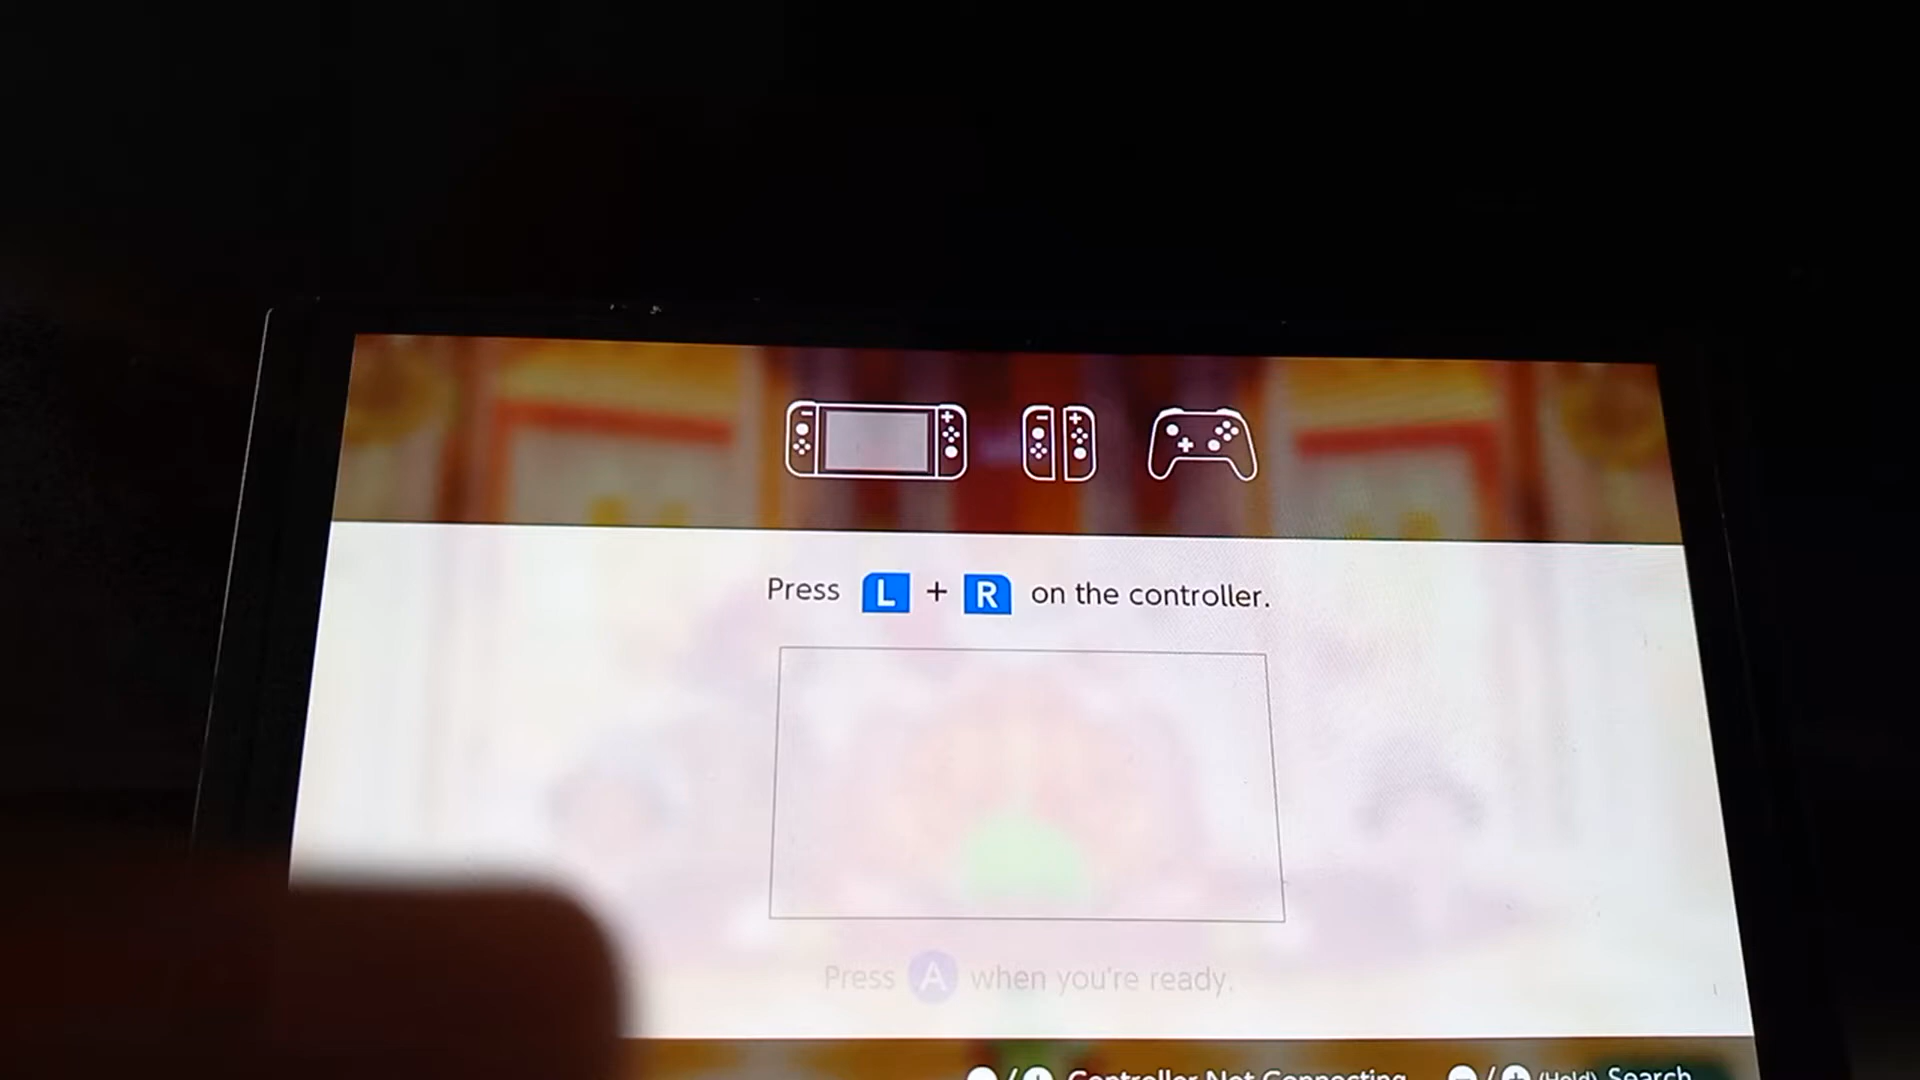 Press L + R on the controller.
Press A when you're ready.
Controller Not Connecting
(Hold) Search